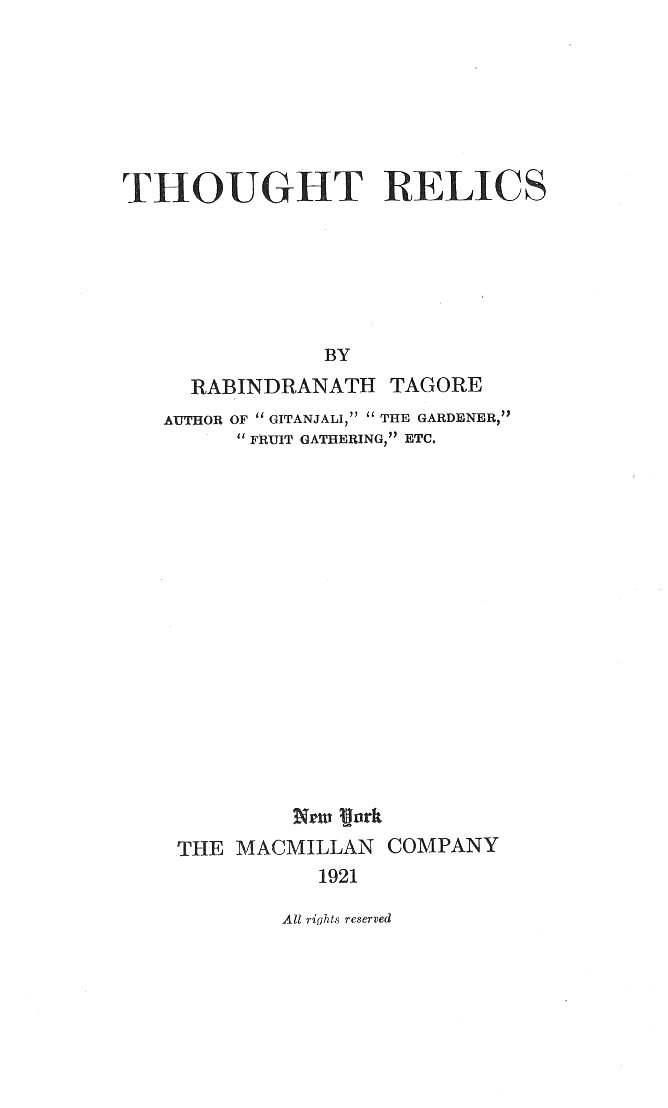 THOUGHT RELICS
BY
RABINDRANATH TAGORE
AUTHOR OF “ GITANJALI,” “ THE GARDENER,”
“ FRUIT GATHERING,” ETC.
New York
THE MACMILLAN COMPANY
1921
All rights reserved